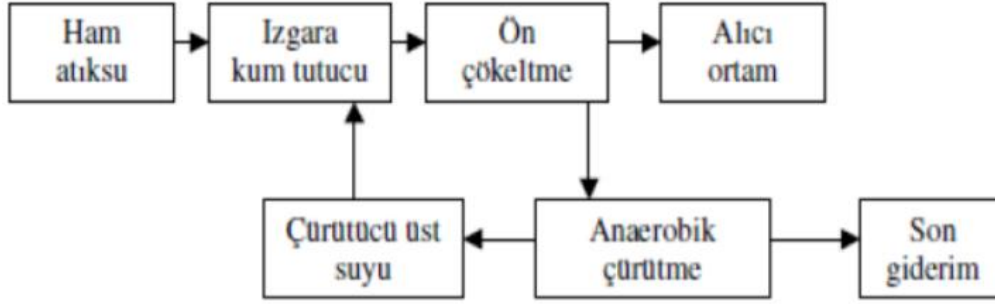 Ham
atıksu
Izgara
kum tutucu
Ön
çökeltme
Alıcı
ortam
Çürütücü üst
suyu
Anaerobik
çürütme
Son
giderim